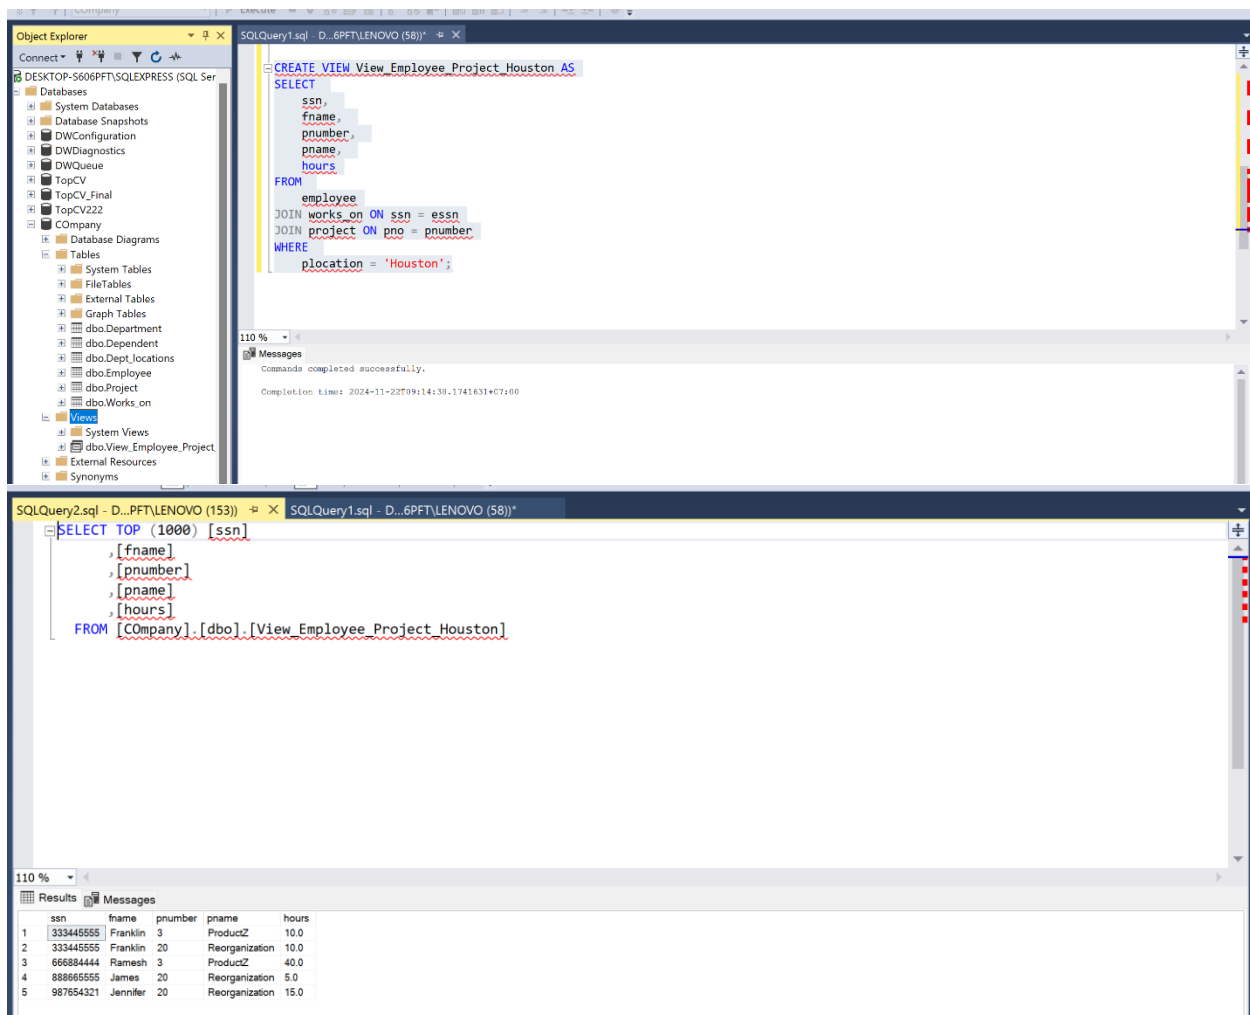 COmpany Execute
Object Explorer
SQLQuery1.sql - D...6PFT\LENOVO (58))*
Connect
DESKTOP-S606PFT\SQLEXPRESS (SQL Ser
Databases
System Databases
Database Snapshots
DWConfiguration
DWDiagnostics
DWQueue
TopCV
TopCV_Final
TopCV222
COmpany
Database Diagrams
Tables
System Tables
FileTables
External Tables
Graph Tables
dbo.Department
dbo.Dependent
dbo.Dept_locations
dbo.Employee
dbo.Project
dbo.Works_on
Views
System Views
dbo.View_Employee_Project_
External Resources
Synonyms
CREATE VIEW View_Employee_Project_Houston AS
SELECT
ssn,
fname,
pnumber,
pname,
hours
FROM
employee
JOIN works_on ON ssn = essn
JOIN project ON pno = pnumber
WHERE
plocation = 'Houston';
110 %
Messages
Commands completed successfully.
Completion time: 2024-11-22T09:14:38.1741631+07:00
SQLQuery2.sql - D...PFT\LENOVO (153)) SQLQuery1.sql - D...6PFT\LENOVO (58))*
SELECT TOP (1000) [ssn]
,[fname]
,[pnumber]
,[pname]
,[hours]
FROM [COmpany].[dbo].[View_Employee_Project_Houston]
110 %
Results Messages
ssn fname pnumber pname hours
1 333445555 Franklin 3 ProductZ 10.0
2 333445555 Franklin 20 Reorganization 10.0
3 666884444 Ramesh 3 ProductZ 40.0
4 888665555 James 20 Reorganization 5.0
5 987654321 Jennifer 20 Reorganization 15.0